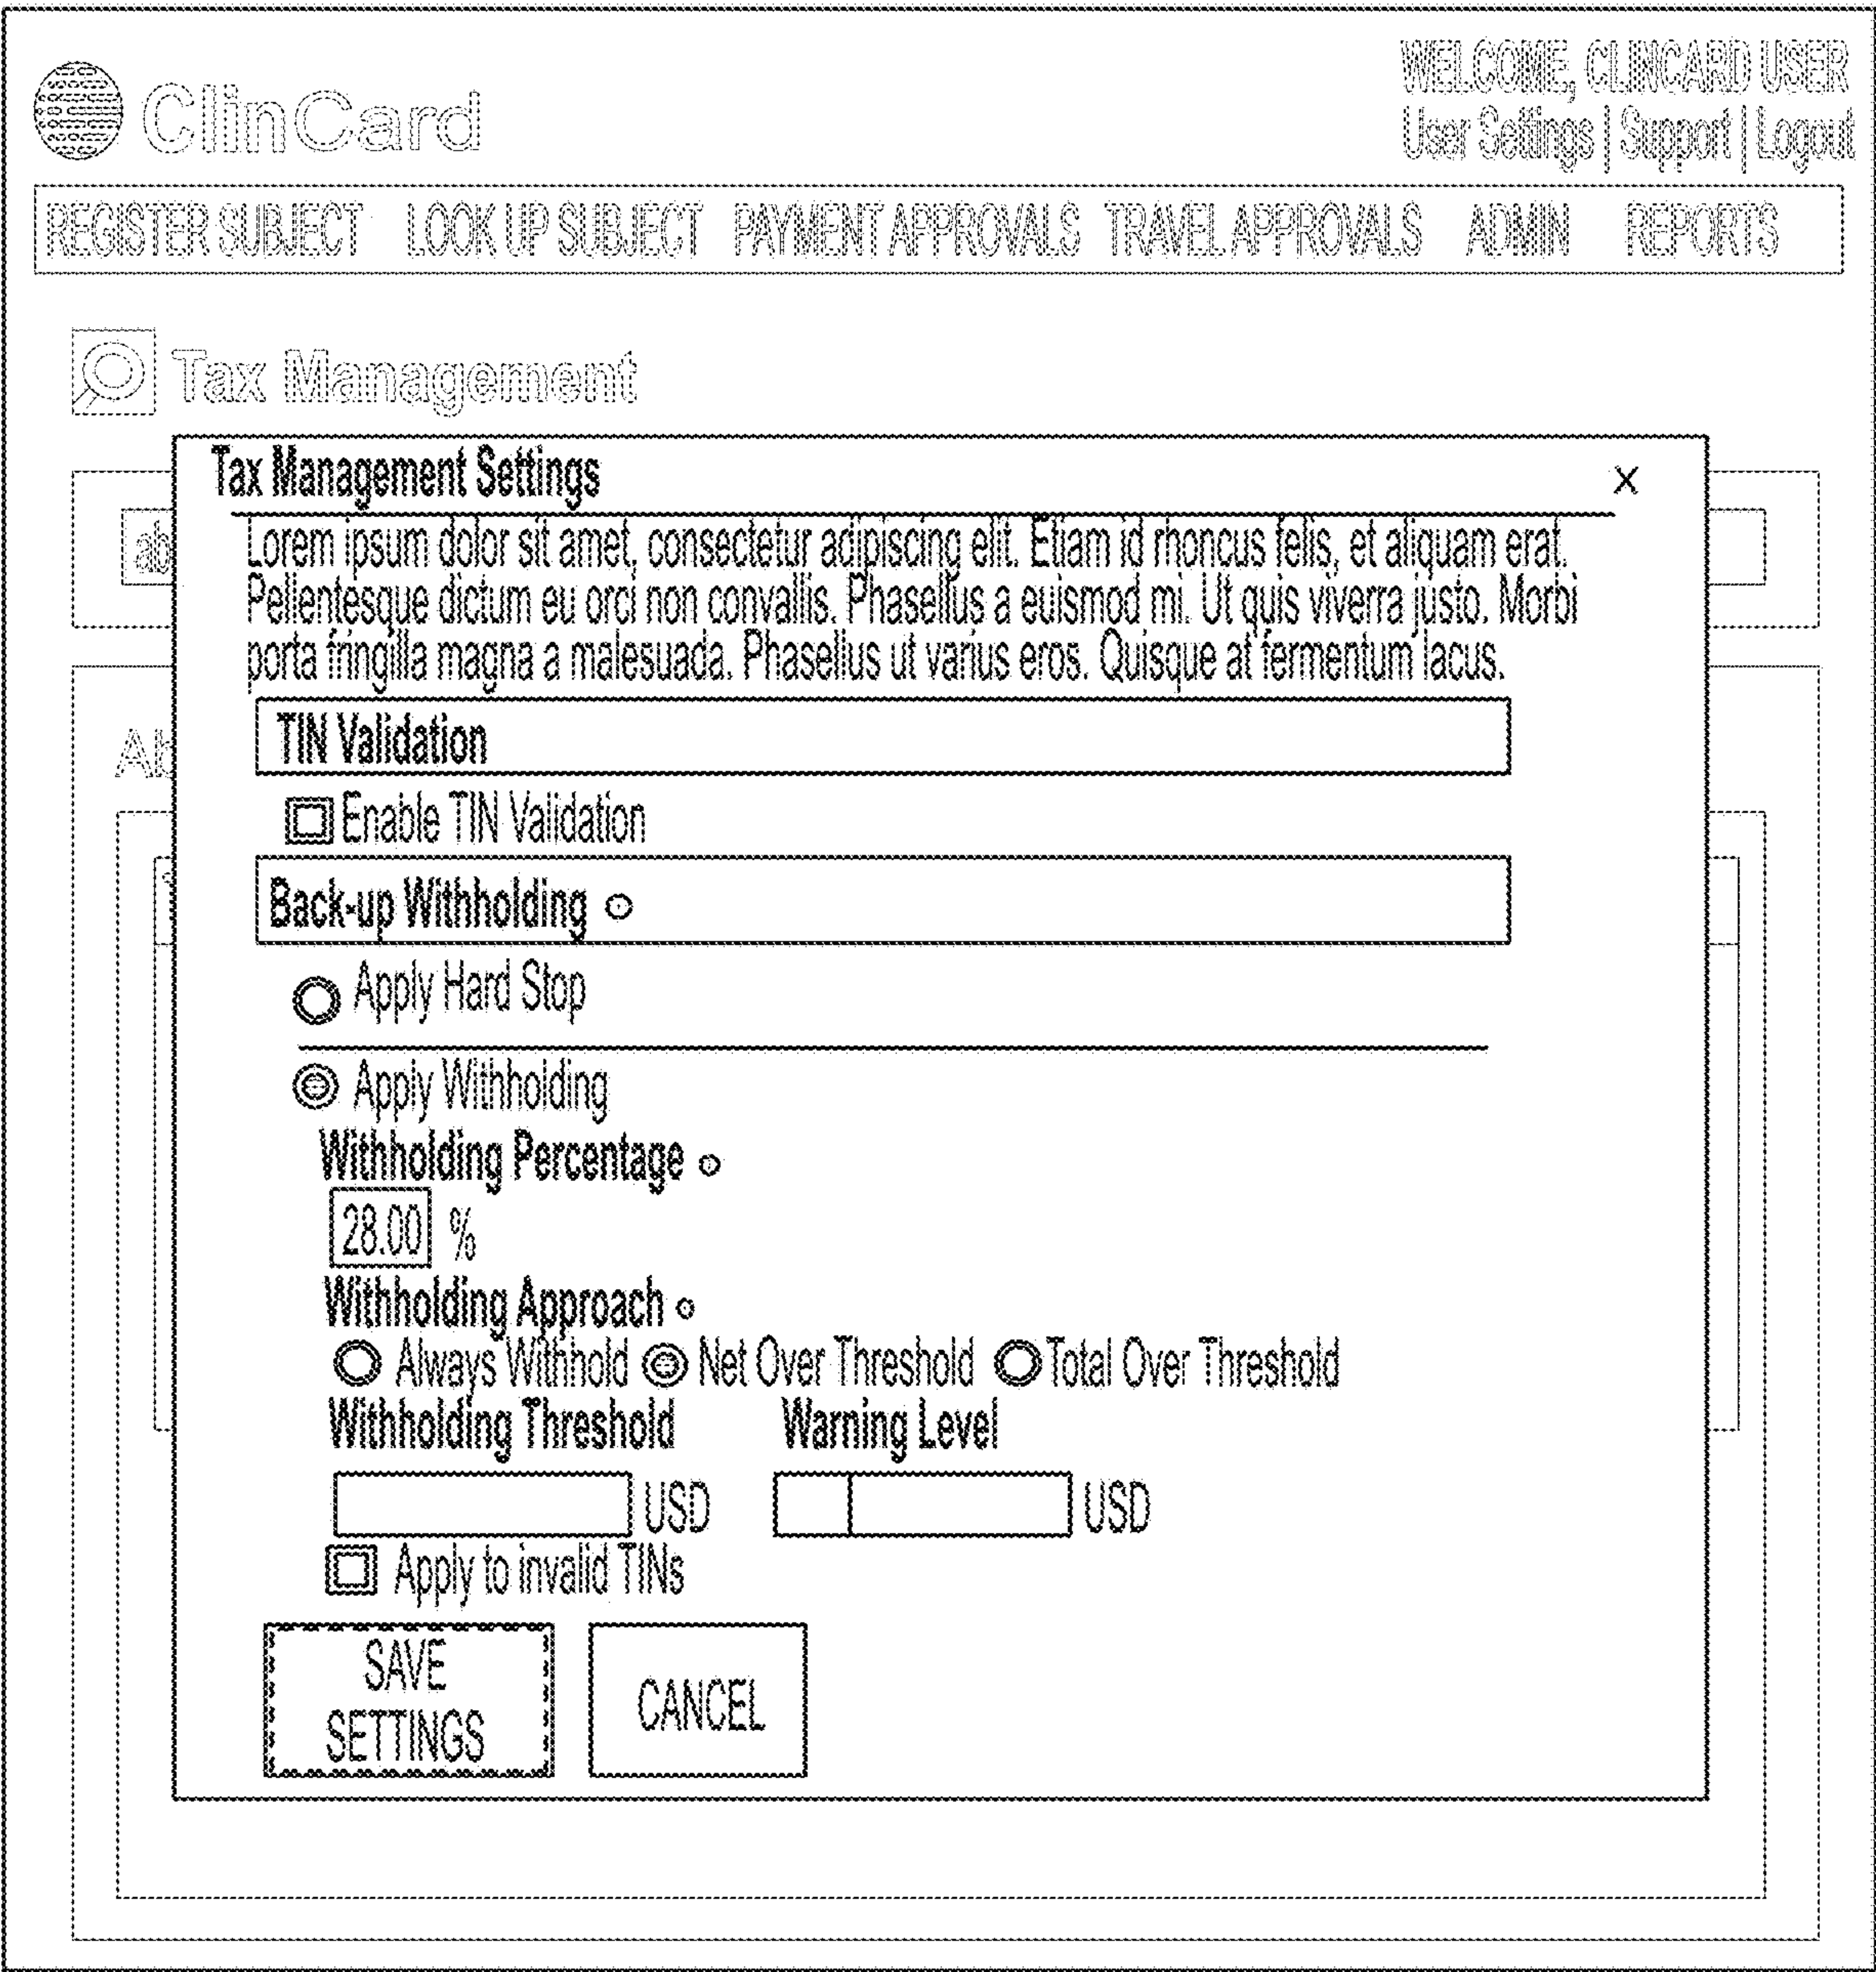 ClinCard
WELCOME, CLINCARD USER
User Settings | Support | Logout
REGISTER SUBJECT LOOK UP SUBJECT PAYMENT APPROVALS TRAVEL APPROVALS ADMIN REPORTS
Tax Management
Tax Management Settings X
ab
Lorem ipsum dolor sit amet, consectetur adipiscing elit. Etiam id rhoncus felis, et aliquam erat.
Pellentesque dictum eu orci non convallis. Phasellus a euismod mi. Ut quis viverra justo. Morbi
porta fringilla magna a malesuada. Phasellus ut varius eros. Quisque at fermentum lacus.
TIN Validation
Ab
Enable TIN Validation
Back-up Withholding
Apply Hard Stop
Apply Withholding
Withholding Percentage
28.00 %
Withholding Approach
Always Withhold Net Over Threshold Total Over Threshold
Withholding Threshold Warning Level
USD USD
Apply to invalid TINs
SAVE
SETTINGS
CANCEL